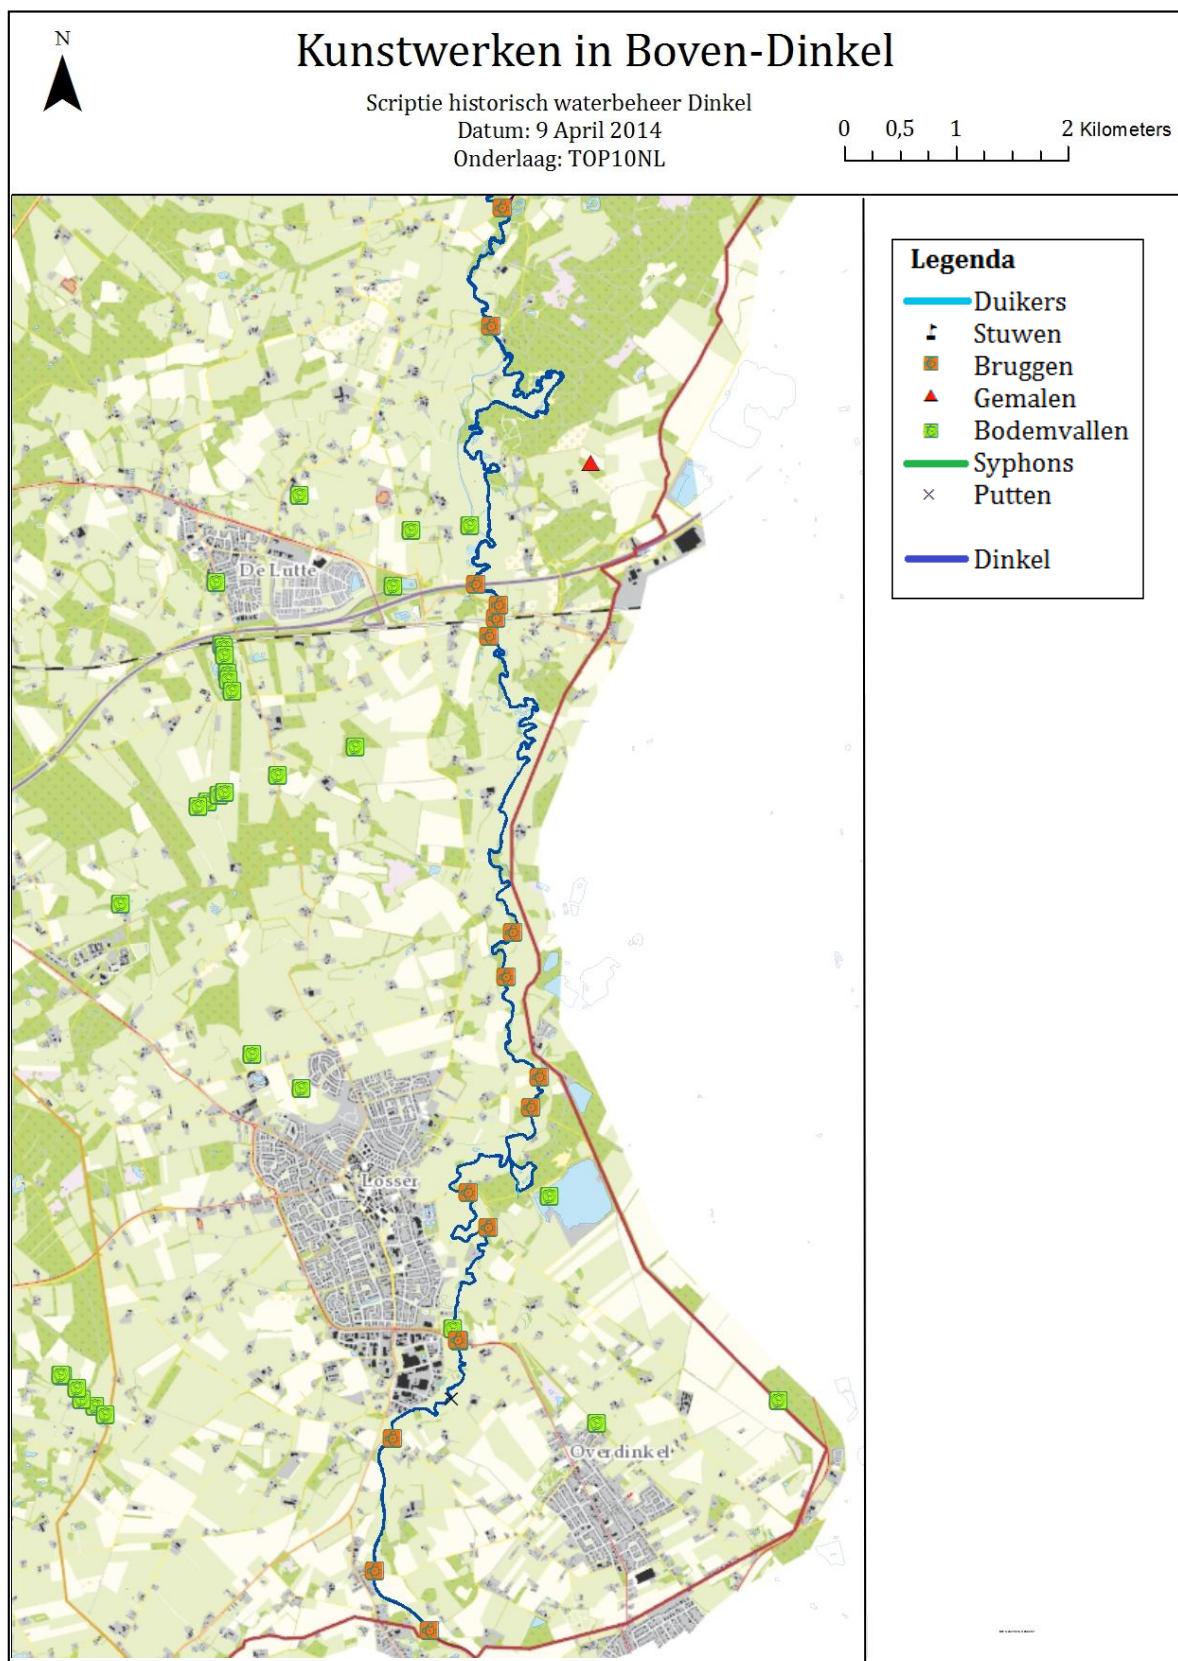 N
Kunstwerken in Boven-Dinkel
Scriptie historisch waterbeheer Dinkel
Datum: 9 April 2014
Onderlaag: TOP10NL
0 0,5 1 2 Kilometers
Legenda
Duikers
Stuwen
Bruggen
Gemalen
Bodemvallen
Syphons
Putten
Dinkel
De Lutte
Losser
Overdinkel